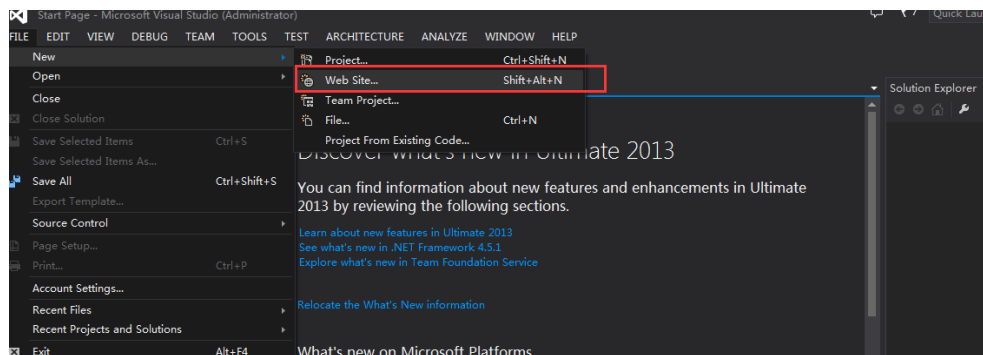 Start Page - Microsoft Visual Studio (Administrator)
Quick Lau
FILE EDIT VIEW DEBUG TEAM TOOLS TEST ARCHITECTURE ANALYZE WINDOW HELP
New
Open
Close
Close Solution
Save Selected Items Ctrl+S
Save Selected Items As...
Save All Ctrl+Shift+S
Export Template...
Source Control
Page Setup...
Print... Ctrl+P
Account Settings...
Recent Files
Recent Projects and Solutions
Exit Alt+F4
Project... Ctrl+Shift+N
Web Site... Shift+Alt+N
Team Project...
File... Ctrl+N
Project From Existing Code...
Discover what's new in Ultimate 2013
You can find information about new features and enhancements in Ultimate
2013 by reviewing the following sections.
Learn about new features in Ultimate 2013
See what's new in .NET Framework 4.5.1
Explore what's new in Team Foundation Service
Relocate the What's New information
What's new on Microsoft Platforms
Solution Explorer